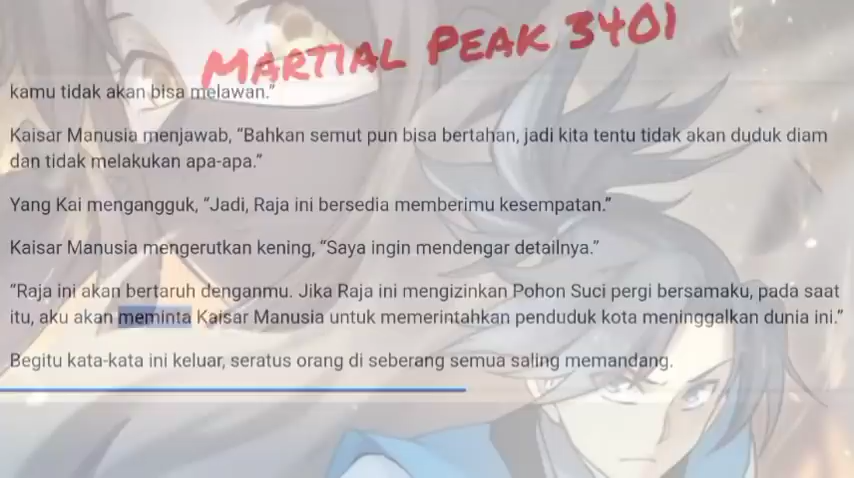 MARTIAL PEAK 3401
kamu tidak akan bisa melawan.”
Kaisar Manusia menjawab, “Bahkan semut pun bisa bertahan, jadi kita tentu tidak akan duduk diam
dan tidak melakukan apa-apa.”
Yang Kai mengangguk, “Jadi, Raja ini bersedia memberimu kesempatan.”
Kaisar Manusia mengerutkan kening, “Saya ingin mendengar detailnya.”
“Raja ini akan bertaruh denganmu. Jika Raja ini mengizinkan Pohon Suci pergi bersamaku, pada saat
itu, aku akan meminta Kaisar Manusia untuk memerintahkan penduduk kota meninggalkan dunia ini.”
Begitu kata-kata ini keluar, seratus orang di seberang semua saling memandang.